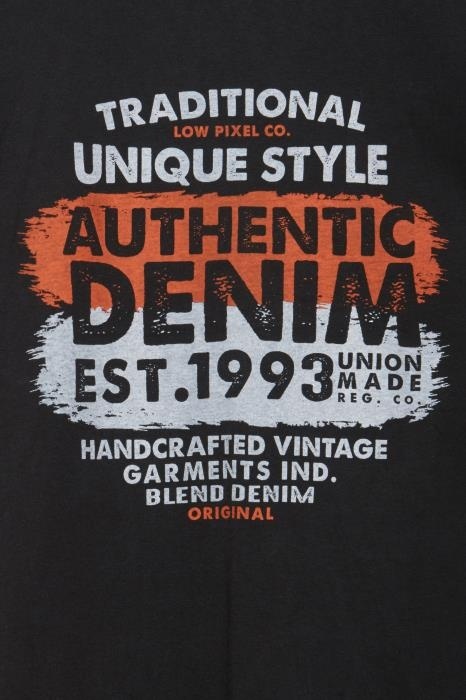 TRADITIONAL
LOW PIXEL CO.
UNIQUE STYLE
AUTHENTIC
DENIM
EST.1993 UNION
MADE
REG. CO.
HANDCRAFTED VINTAGE
GARMENTS IND.
BLEND DENIM
ORIGINAL